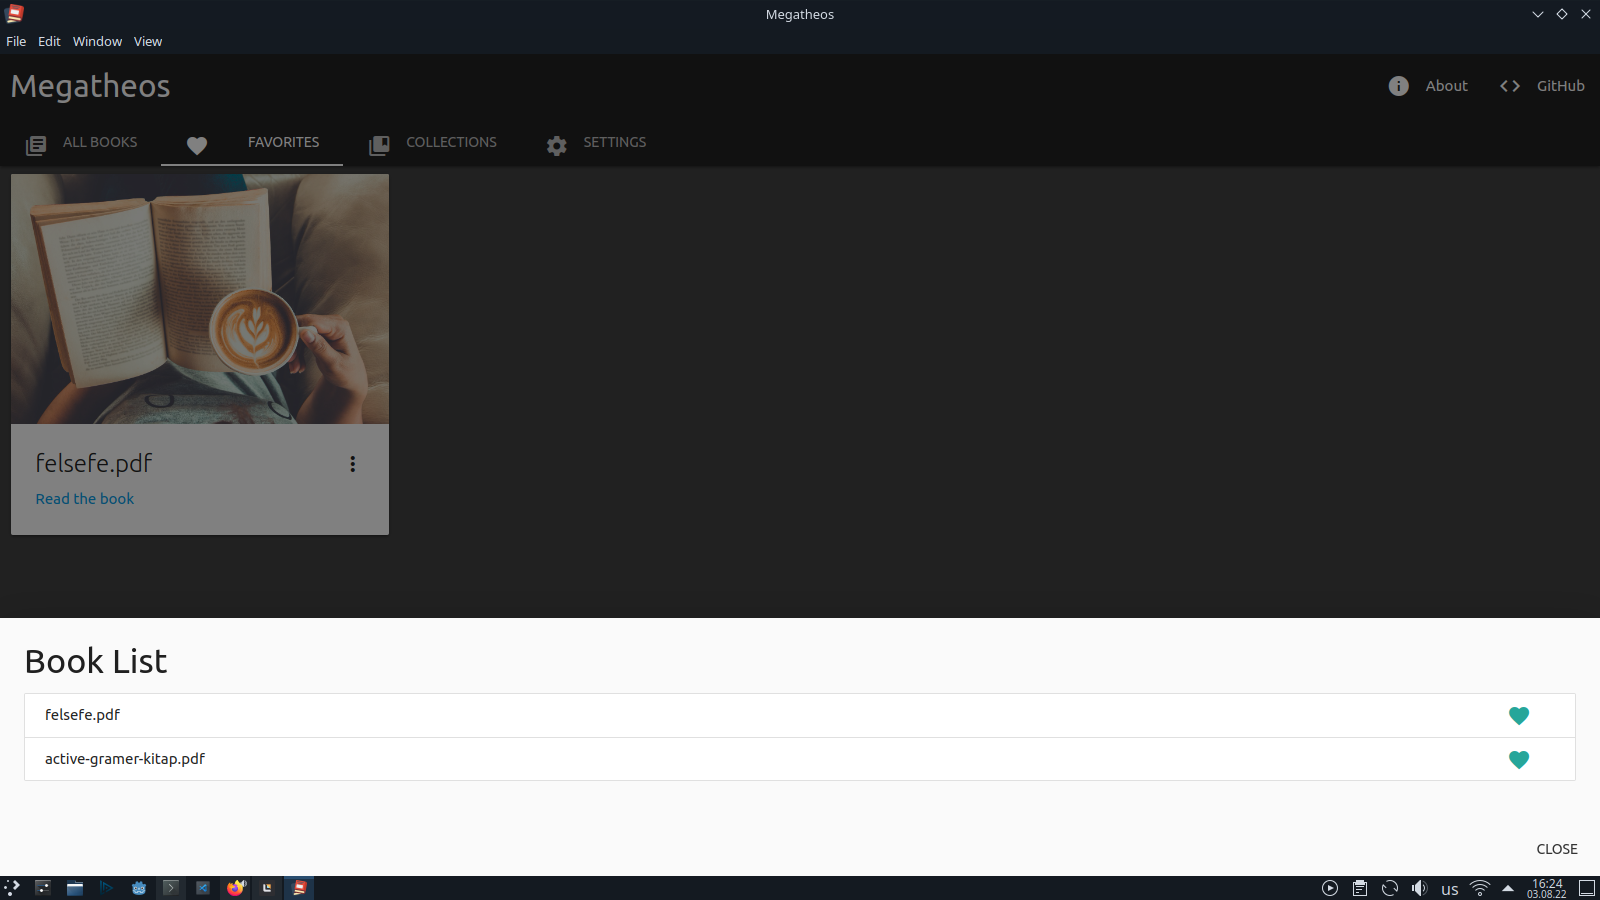 Megatheos
File Edit Window View
Megatheos
About GitHub
ALL BOOKS FAVORITES COLLECTIONS SETTINGS
felsefe.pdf
Read the book
Book List
felsefe.pdf
active-gramer-kitap.pdf
CLOSE
us
16:24
03.08.22